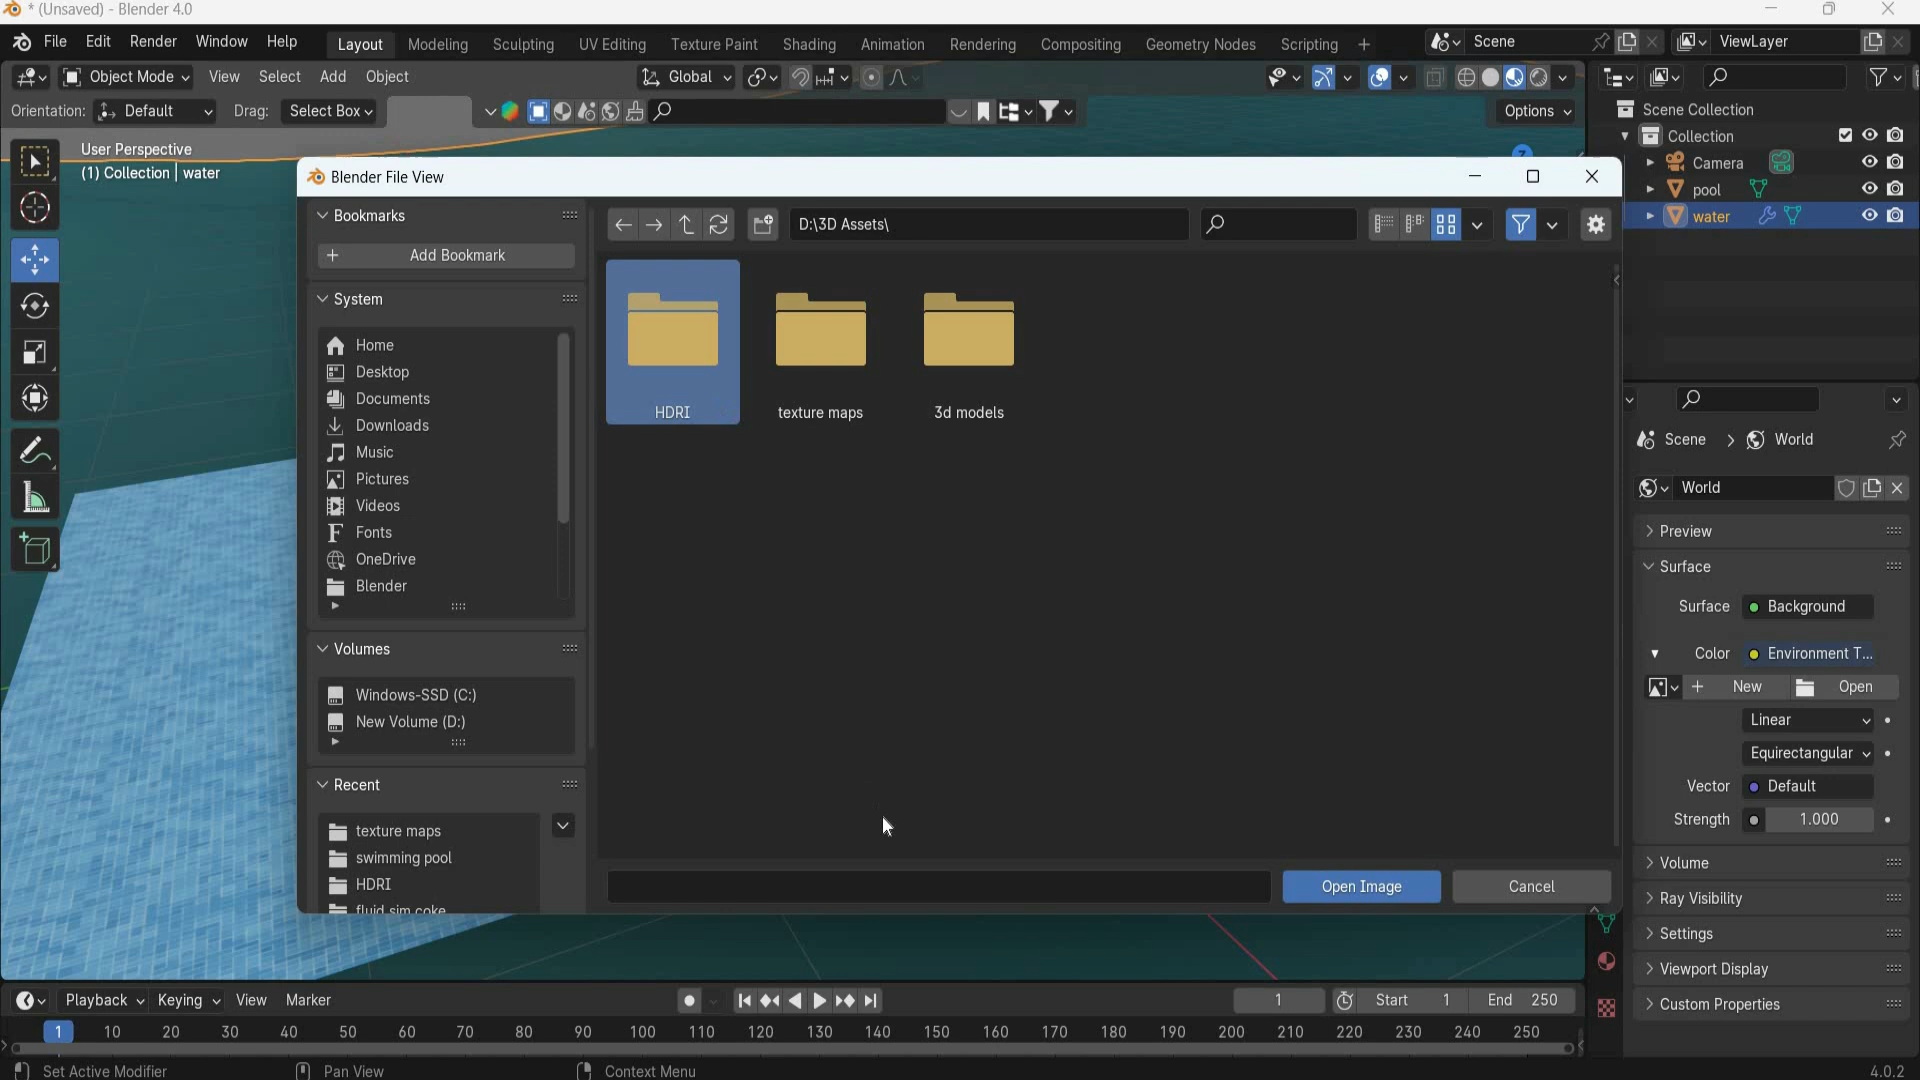 * (Unsaved) - Blender 4.0
File Edit Render Window Help Layout Modeling Sculpting UV Editing Texture Paint Shading Animation Rendering Compositing Geometry Nodes Scripting + Scene ViewLayer
Object Mode View Select Add Object Global
Orientation: Default Drag: Select Box Options
User Perspective
(1) Collection | water
Scene Collection
Collection
Camera
pool
water
Blender File View
Bookmarks
Add Bookmark
D:\3D Assets\
System
Home
Desktop
Documents
Downloads
Music
Pictures
Videos
Fonts
OneDrive
Blender
HDRI texture maps 3d models
Volumes
Windows-SSD (C:)
New Volume (D:)
Recent
texture maps
swimming pool
HDRI
fluid sim coke
Open Image Cancel
Scene > World
World
Preview
Surface
Surface Background
Color Environment T...
New Open
Linear
Equirectangular
Vector Default
Strength 1.000
Volume
Ray Visibility
Settings
Viewport Display
Custom Properties
Playback Keying View Marker 1 Start 1 End 250
1 10 20 30 40 50 60 70 80 90 100 110 120 130 140 150 160 170 180 190 200 210 220 230 240 250
Set Active Modifier Pan View Context Menu 4.0.2